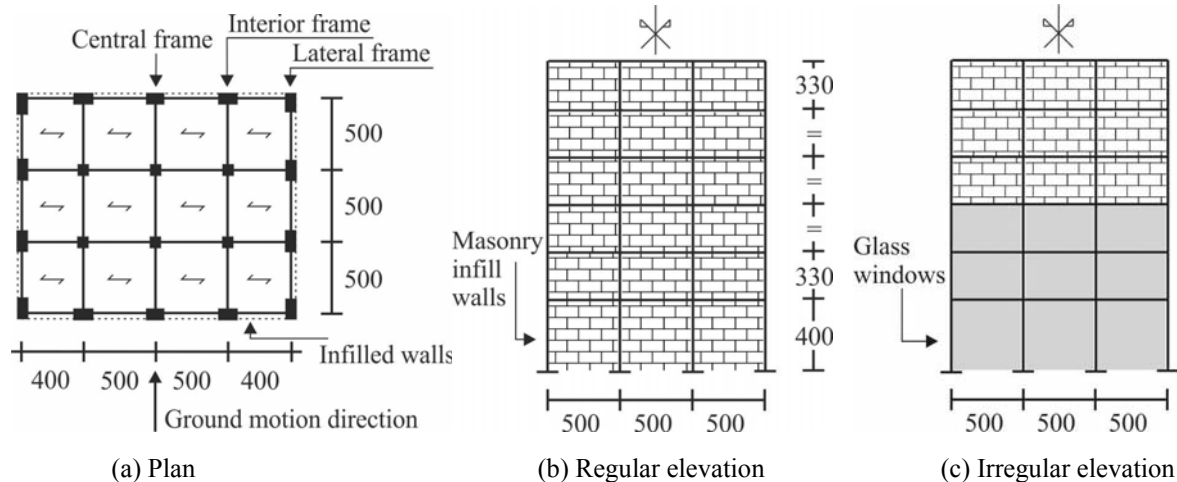 Central frame
Interior frame
Lateral frame
500
500
500
Infilled walls
400 500 500 400
Ground motion direction
(a) Plan
Masonry
infill
walls
330
=
=
=
330
400
500 500 500
(b) Regular elevation
Glass
windows
500 500 500
(c) Irregular elevation